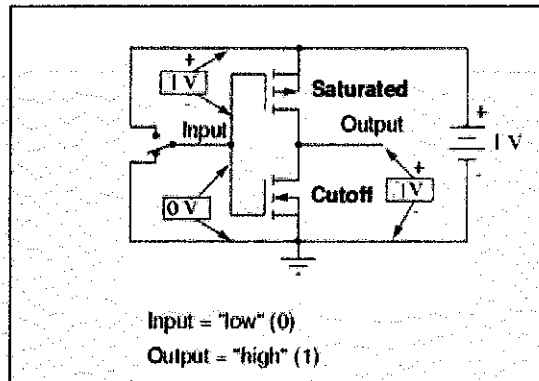 +
1 V
-
Saturated
Input
Output
+
1 V
-
0 V
Cutoff
+
1V
-
Input = "low" (0)
Output = "high" (1)